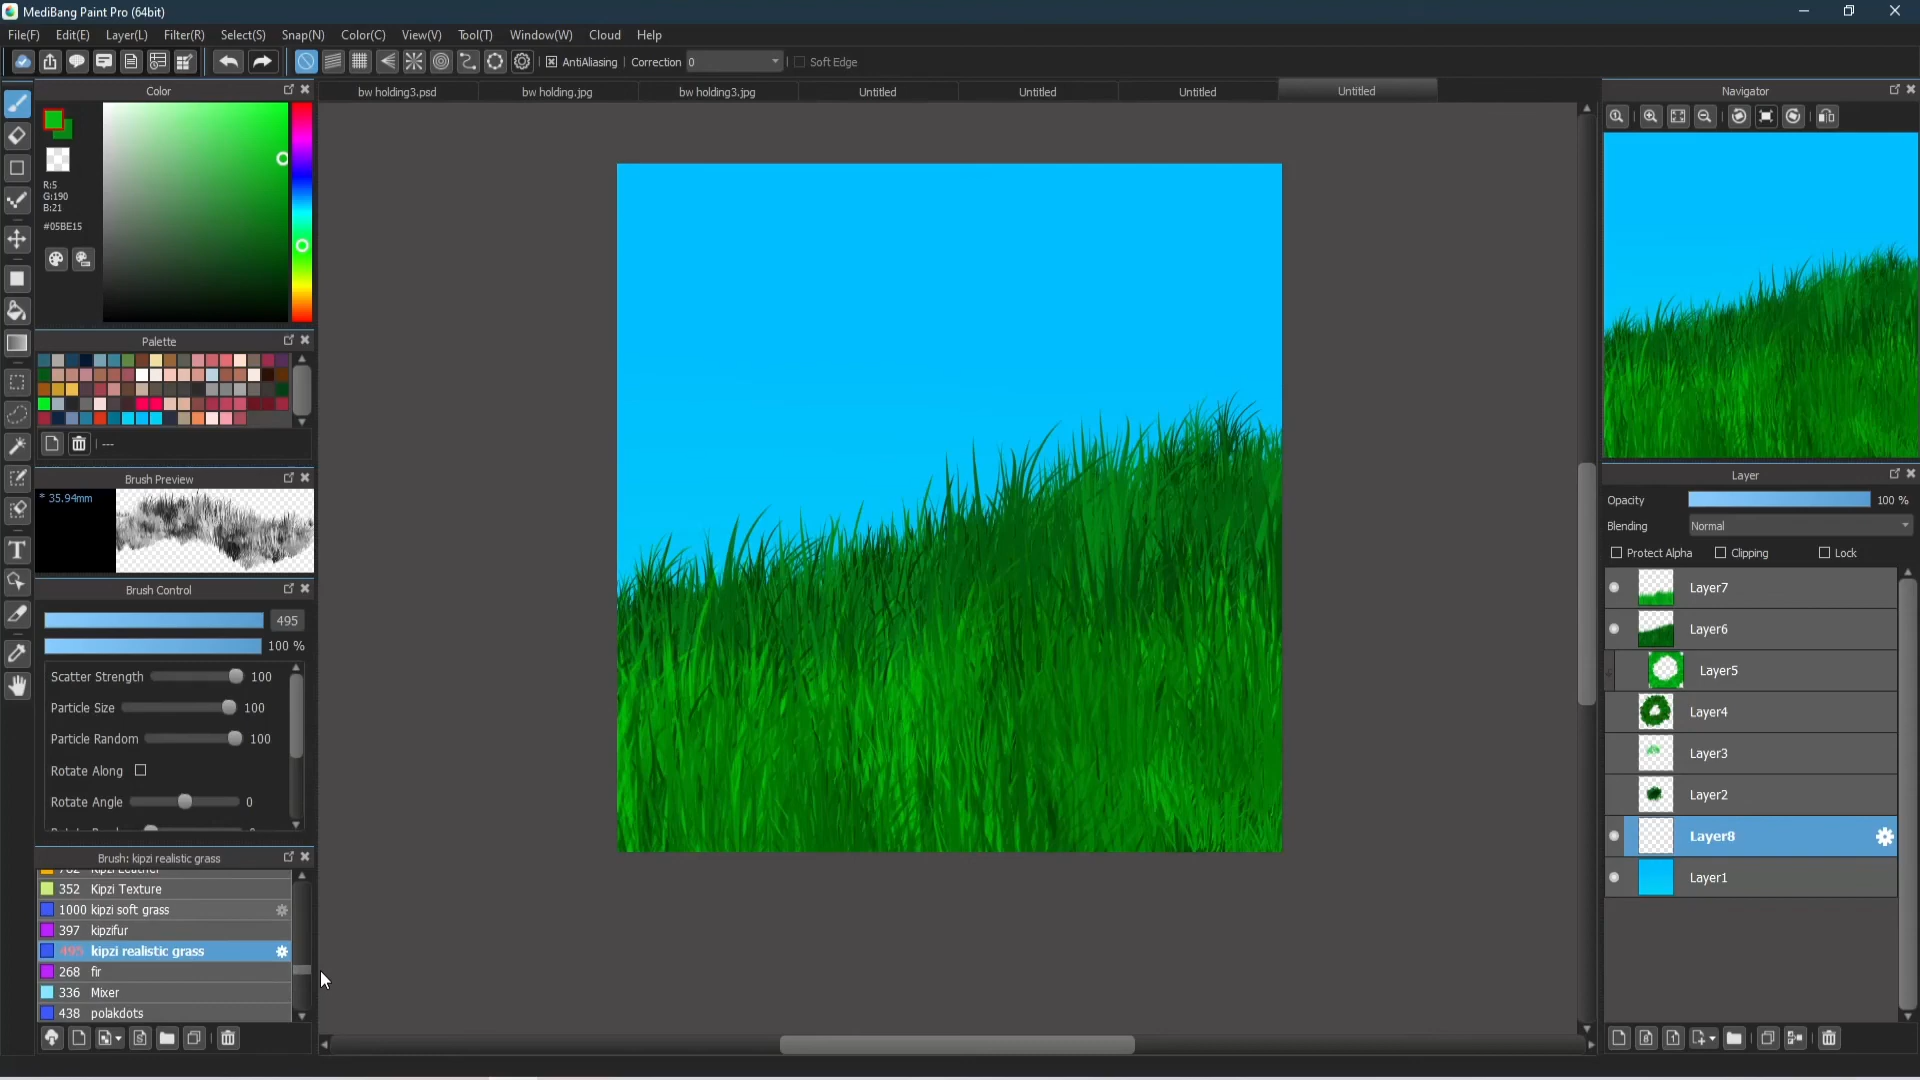 MediBang Paint Pro (64bit)
File(F) Edit(E) Layer(L) Filter(R) Select(S) Snap(N) Color(C) View(V) Tool(T) Window(W) Cloud Help
AntiAliasing Correction 0 Soft Edge
Color
R:5
G:190
B:21
#05BE15
Palette
---
Brush Preview
* 35.94mm
Brush Control
495
100 %
Scatter Strength 100
Particle Size 100
Particle Random 100
Rotate Along
Rotate Angle 0
Brush: kipzi realistic grass
352 Kipzi Texture
1000 kipzi soft grass
397 kipzifur
495 kipzi realistic grass
268 fir
336 Mixer
438 polakdots
bw holding3.psd bw holding.jpg bw holding3.jpg Untitled Untitled Untitled Untitled
Navigator
Layer
Opacity 100 %
Blending Normal
Protect Alpha Clipping Lock
Layer7
Layer6
Layer5
Layer4
Layer3
Layer2
Layer8
Layer1